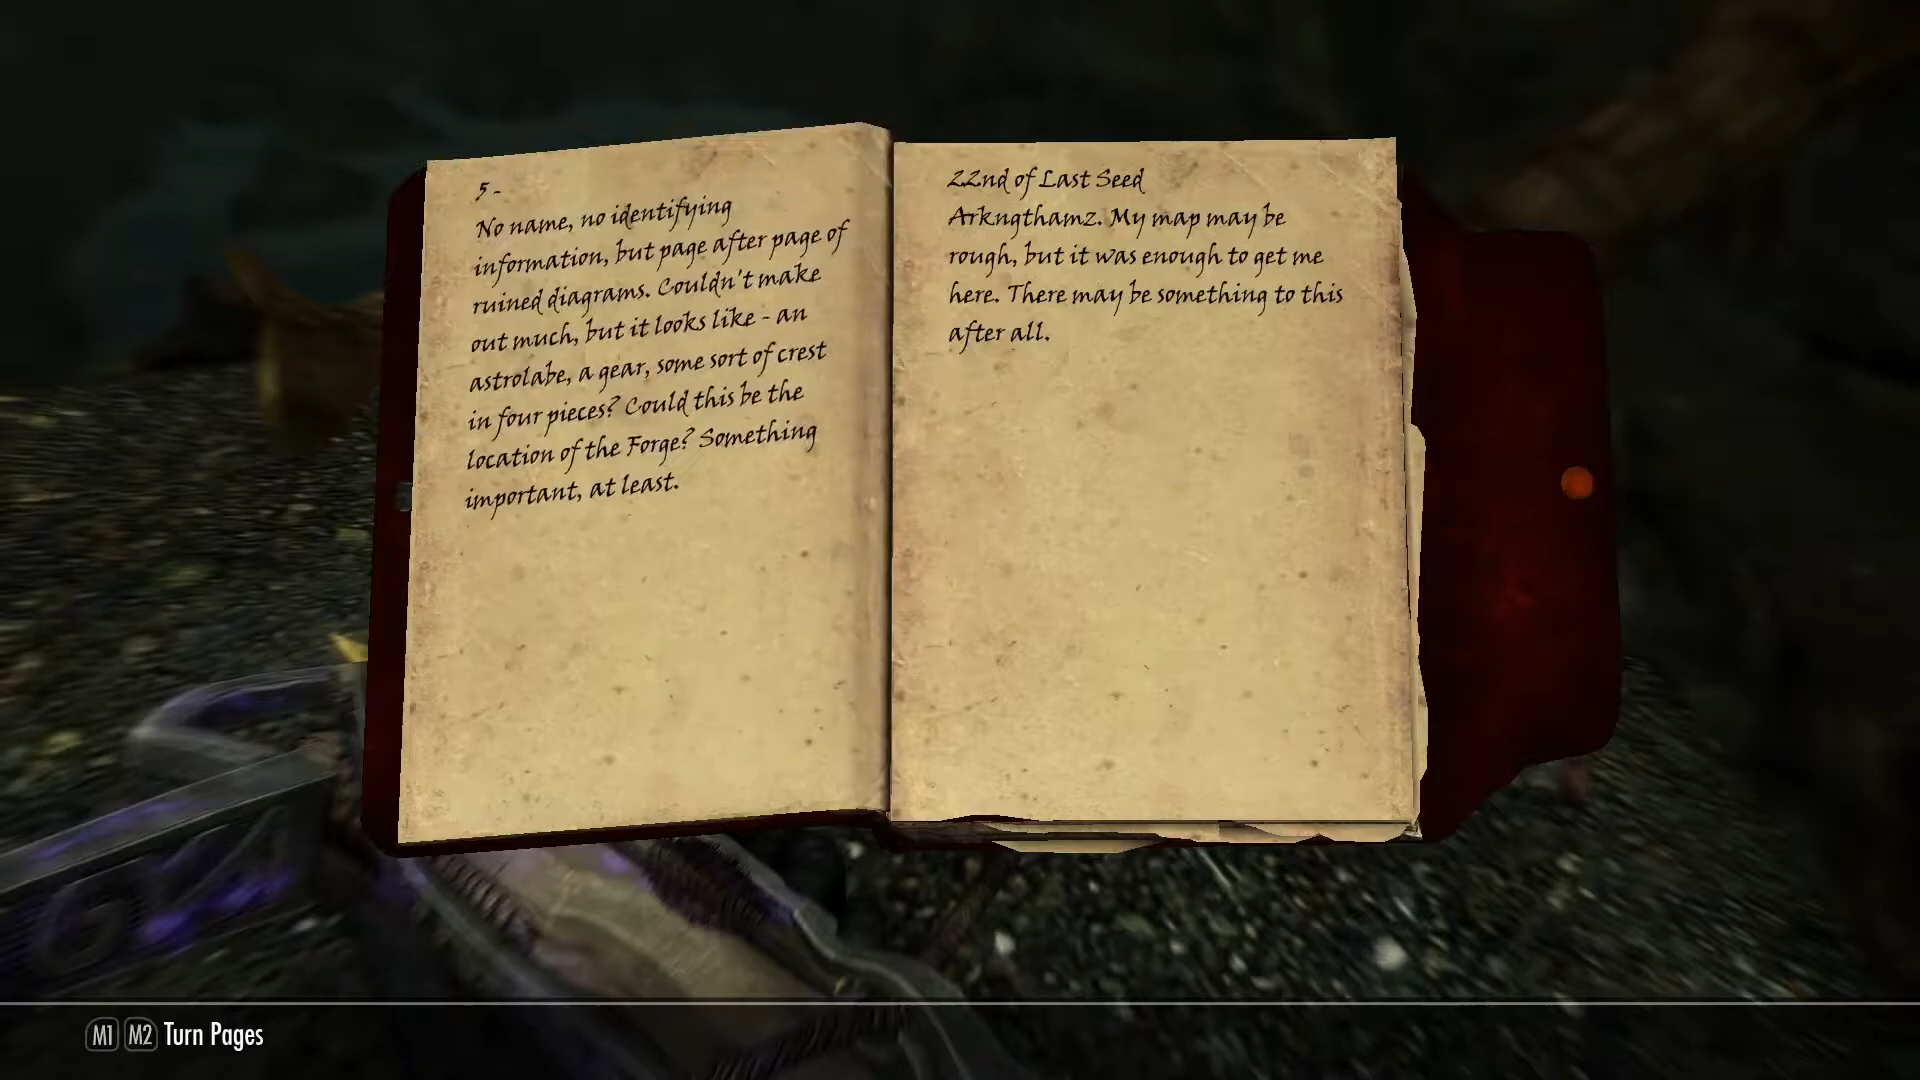 5 -
No name, no identifying
information, but page after page of
ruined diagrams. Couldn't make
out much, but it looks like - an
astrolabe, a gear, some sort of crest
in four pieces? Could this be the
location of the Forge? Something
important, at least.
22nd of Last Seed
Arkngthamz. My map may be
rough, but it was enough to get me
here. There may be something to this
after all.
M1 M2 Turn Pages